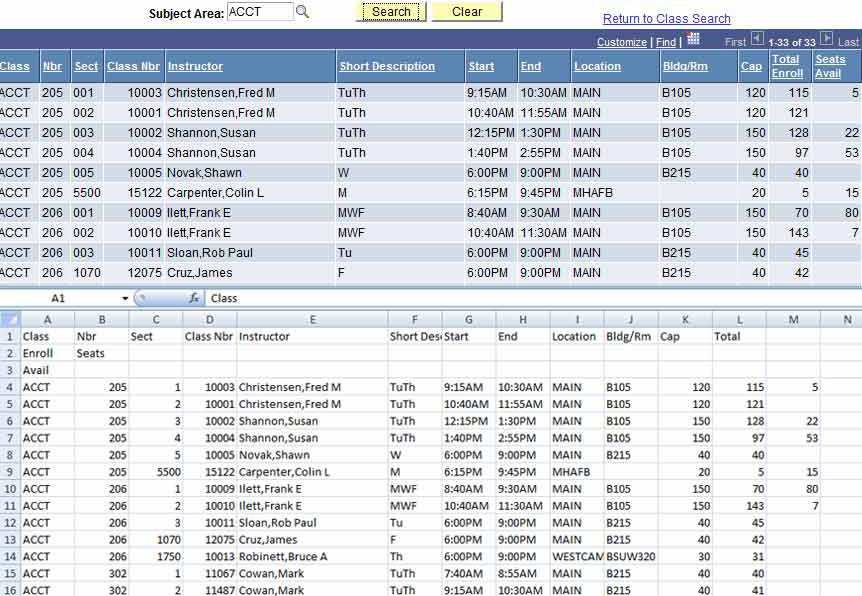 Subject Area: ACCT Search Clear Return to Class Search
Customize | Find | First 1-33 of 33 Last
Class Nbr Sect Class Nbr Instructor Short Description Start End Location Bldg/Rm Cap Total Enroll Seats Avail
ACCT 205 001 10003 Christensen,Fred M TuTh 9:15AM 10:30AM MAIN B105 120 115 5
ACCT 205 002 10001 Christensen,Fred M TuTh 10:40AM 11:55AM MAIN B105 120 121
ACCT 205 003 10002 Shannon,Susan TuTh 12:15PM 1:30PM MAIN B105 150 128 22
ACCT 205 004 10004 Shannon,Susan TuTh 1:40PM 2:55PM MAIN B105 150 97 53
ACCT 205 005 10005 Novak,Shawn W 6:00PM 9:00PM MAIN B215 40 40
ACCT 205 5500 15122 Carpenter,Colin L M 6:15PM 9:45PM MHAFB 20 5 15
ACCT 206 001 10009 Ilett,Frank E MWF 8:40AM 9:30AM MAIN B105 150 70 80
ACCT 206 002 10010 Ilett,Frank E MWF 10:40AM 11:30AM MAIN B105 150 143 7
ACCT 206 003 10011 Sloan,Rob Paul Tu 6:00PM 9:00PM MAIN B215 40 45
ACCT 206 1070 12075 Cruz,James F 6:00PM 9:00PM MAIN B215 40 42
A1 fx Class
A B C D E F G H I J K L M N
1 Class Nbr Sect Class Nbr Instructor Short Des Start End Location Bldg/Rm Cap Total
2 Enroll Seats
3 Avail
4 ACCT 205 1 10003 Christensen,Fred M TuTh 9:15AM 10:30AM MAIN B105 120 115 5
5 ACCT 205 2 10001 Christensen,Fred M TuTh 10:40AM 11:55AM MAIN B105 120 121
6 ACCT 205 3 10002 Shannon,Susan TuTh 12:15PM 1:30PM MAIN B105 150 128 22
7 ACCT 205 4 10004 Shannon,Susan TuTh 1:40PM 2:55PM MAIN B105 150 97 53
8 ACCT 205 5 10005 Novak,Shawn W 6:00PM 9:00PM MAIN B215 40 40
9 ACCT 205 5500 15122 Carpenter,Colin L M 6:15PM 9:45PM MHAFB 20 5 15
10 ACCT 206 1 10009 Ilett,Frank E MWF 8:40AM 9:30AM MAIN B105 150 70 80
11 ACCT 206 2 10010 Ilett,Frank E MWF 10:40AM 11:30AM MAIN B105 150 143 7
12 ACCT 206 3 10011 Sloan,Rob Paul Tu 6:00PM 9:00PM MAIN B215 40 45
13 ACCT 206 1070 12075 Cruz,James F 6:00PM 9:00PM MAIN B215 40 42
14 ACCT 206 1750 10013 Robinett,Bruce A Th 6:00PM 9:00PM WESTCAM BSUW320 30 31
15 ACCT 302 1 11067 Cowan,Mark TuTh 7:40AM 8:55AM MAIN B215 40 40
16 ACCT 302 2 11487 Cowan,Mark TuTh 9:15AM 10:30AM MAIN B215 40 41